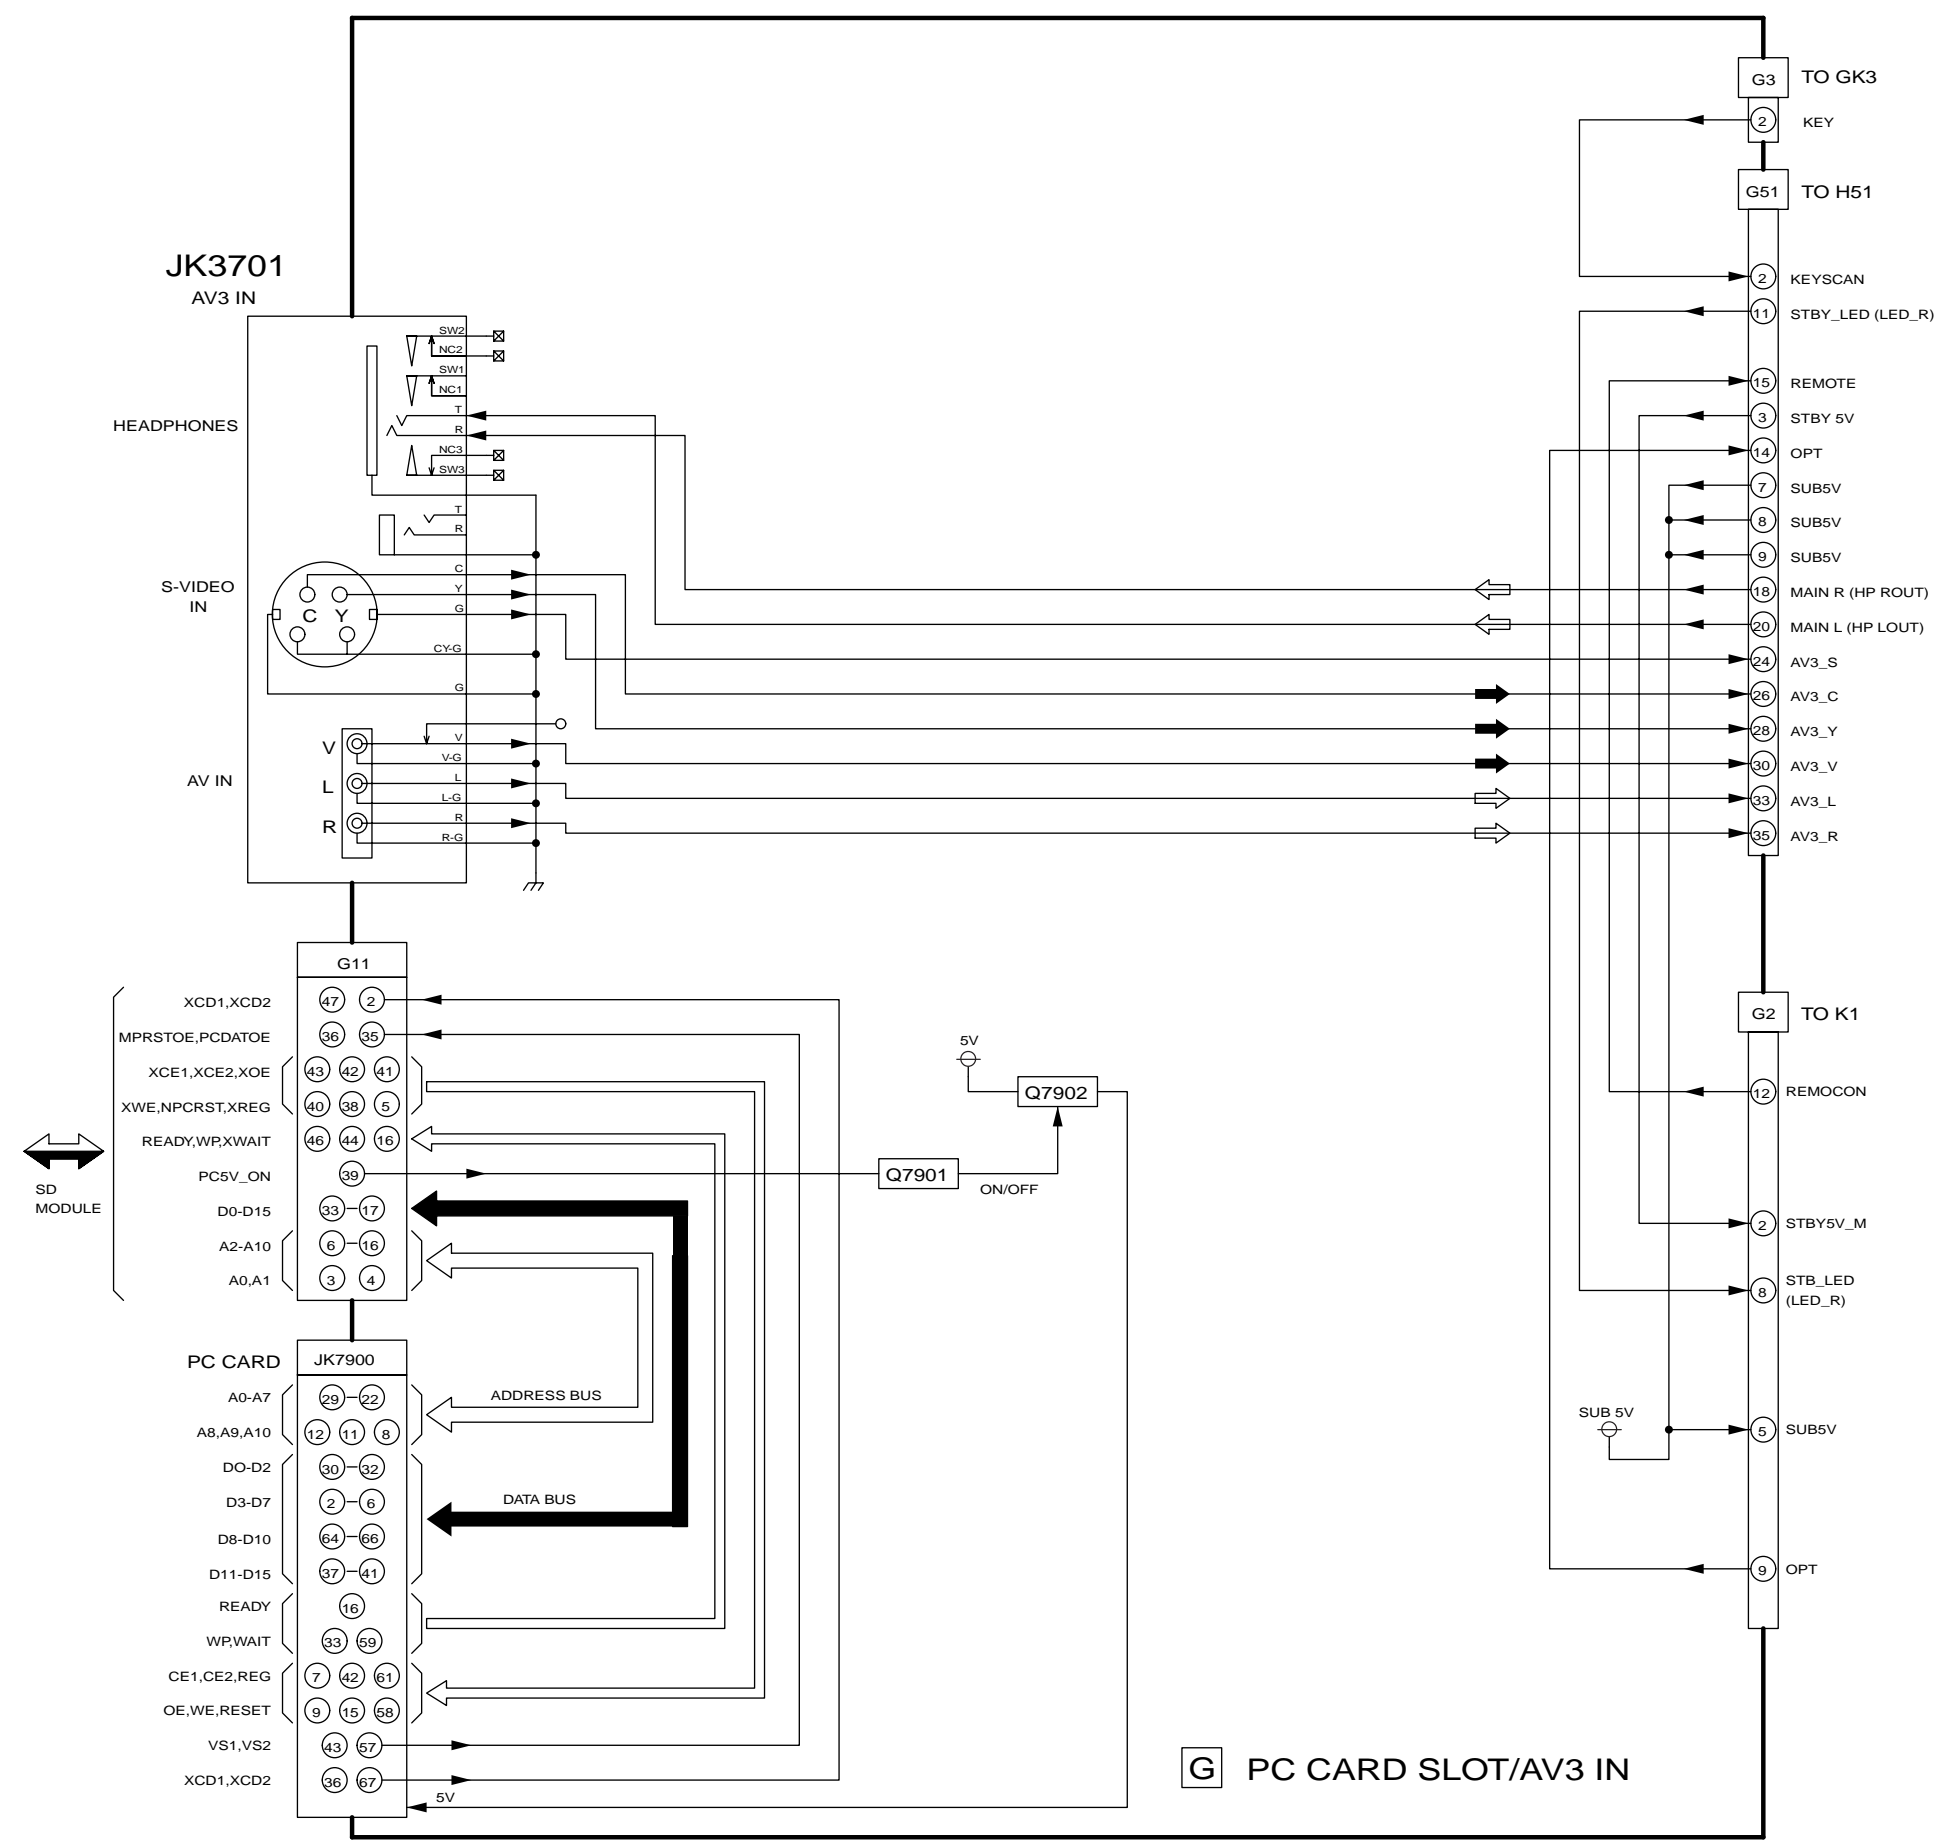 G3 TO GK3
2 KEY
G51 TO H51
JK3701
AV3 IN
2 KEYSCAN
11 STBY_LED (LED_R)
15 REMOTE
3 STBY 5V
14 OPT
7 SUB5V
8 SUB5V
9 SUB5V
18 MAIN R (HP ROUT)
20 MAIN L (HP LOUT)
24 AV3_S
26 AV3_C
28 AV3_Y
30 AV3_V
33 AV3_L
35 AV3_R
HEADPHONES
SW2
NC2
SW1
NC1
T
R
NC3
SW3
T
R
S-VIDEO
IN
C Y
C
Y
G
CY-G
G
AV IN
V
L
R
V
V-G
L
L-G
R
R-G
G11
XCD1,XCD2 47 2
MPRSTOE,PCDATOE 36 35
XCE1,XCE2,XOE 43 42 41
XWE,NPCRST,XREG 40 38 5
READY,WP,XWAIT 46 44 16
PC5V_ON 39
D0-D15 33 17
A2-A10 6 16
A0,A1 3 4
SD
MODULE
5V
Q7902
Q7901
ON/OFF
G2 TO K1
12 REMOCON
2 STBY5V_M
8 STB_LED
(LED_R)
SUB 5V
5 SUB5V
9 OPT
PC CARD JK7900
A0-A7 29 22
A8,A9,A10 12 11 8
DO-D2 30 32
D3-D7 2 6
D8-D10 64 66
D11-D15 37 41
READY 16
WP,WAIT 33 59
CE1,CE2,REG 7 42 61
OE,WE,RESET 9 15 58
VS1,VS2 43 57
XCD1,XCD2 36 67
5V
ADDRESS BUS
DATA BUS
G PC CARD SLOT/AV3 IN